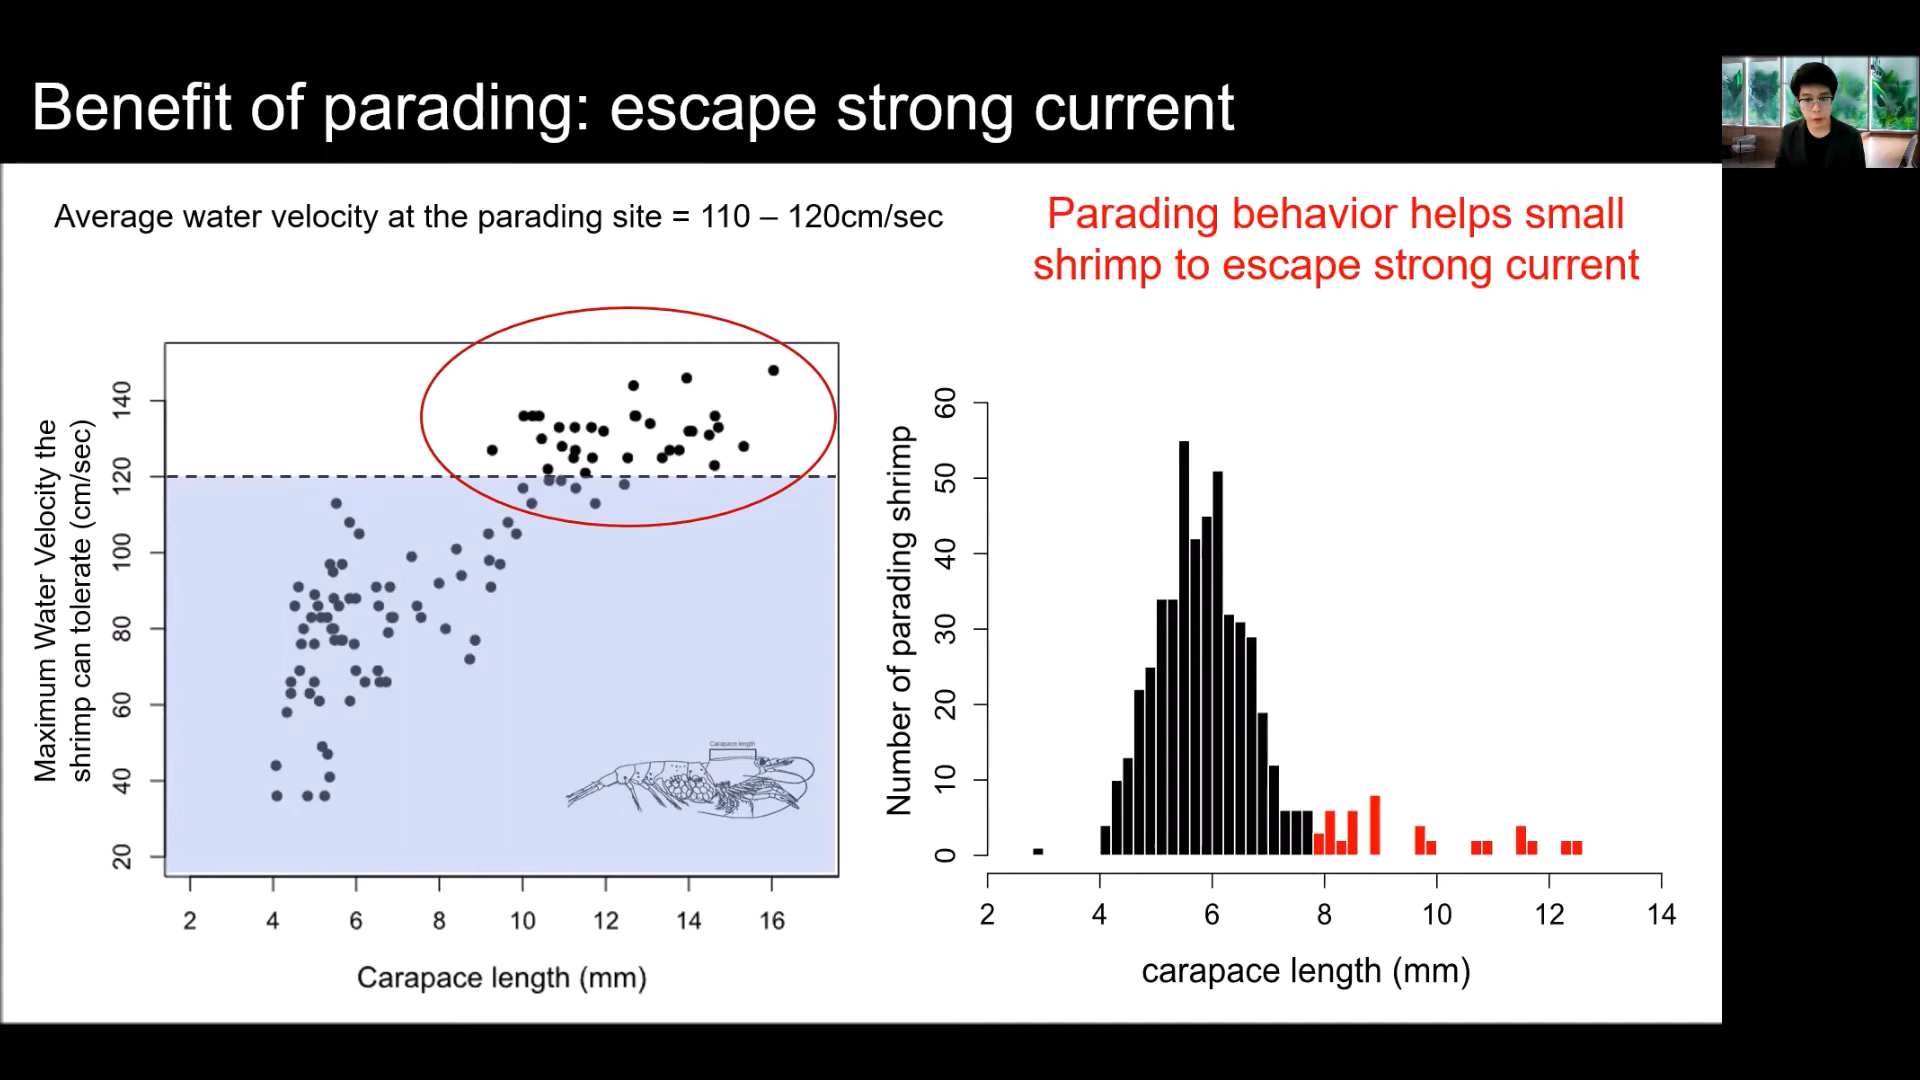 Benefit of parading: escape strong current
Average water velocity at the parading site = 110 – 120cm/sec
Parading behavior helps small
shrimp to escape strong current
Maximum Water Velocity the
shrimp can tolerate (cm/sec)
140
120
100
80
60
40
20
Carapace length
2 4 6 8 10 12 14 16
Carapace length (mm)
Number of parading shrimp
60
50
40
30
20
10
0
2 4 6 8 10 12 14
carapace length (mm)